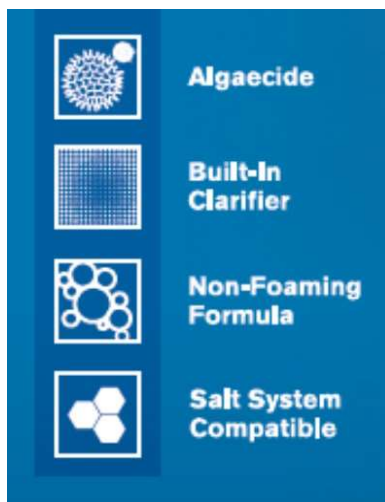 Algaecide
Built-In
Clarifier
Non-Foaming
Formula
Salt System
Compatible